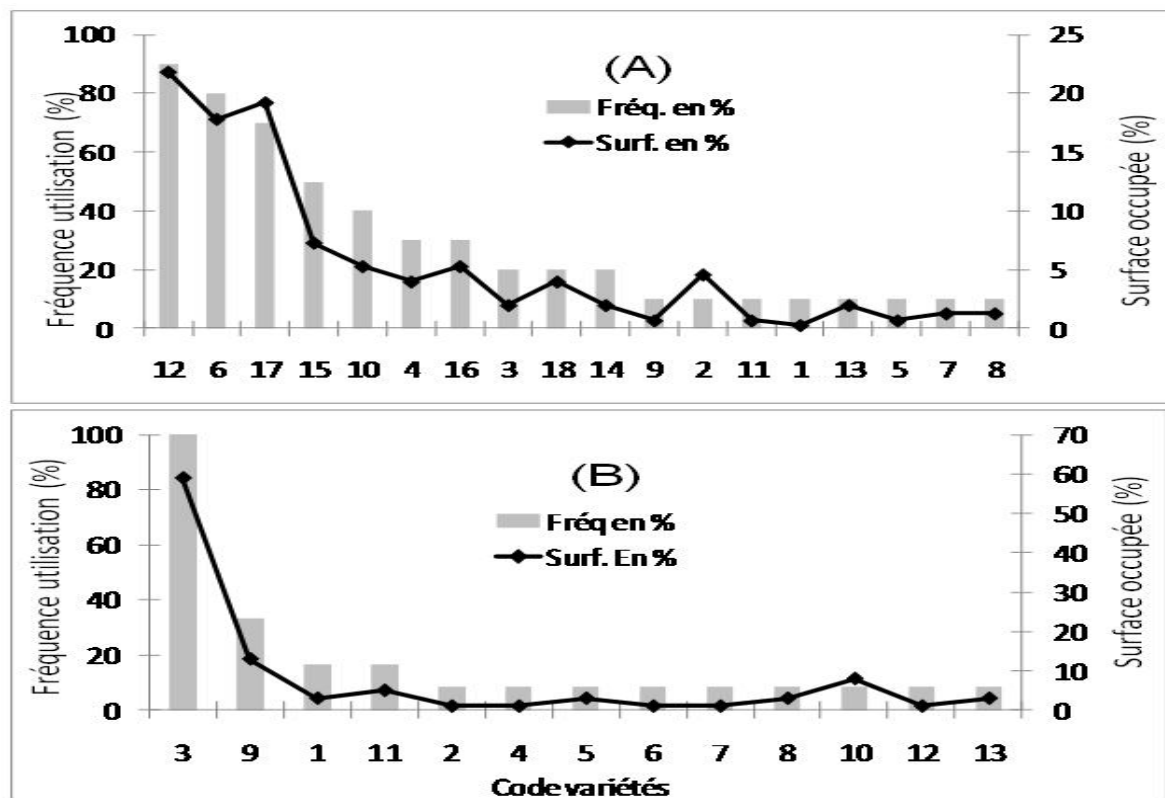 (A)
Fréq. en %
Surf. en %
Fréquence utilisation (%)
100
80
60
40
20
0
Surface occupée (%)
25
20
15
10
5
0
12 6 17 15 10 4 16 3 18 14 9 2 11 1 13 5 7 8
(B)
Fréq en %
Surf. En %
Fréquence utilisation (%)
100
80
60
40
20
0
Surface occupée (%)
70
60
50
40
30
20
10
0
3 9 1 11 2 4 5 6 7 8 10 12 13
Code variétés